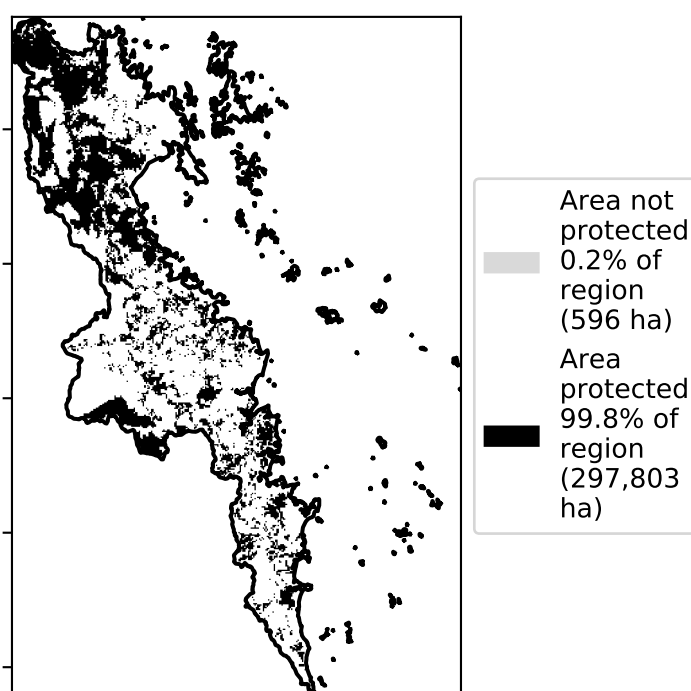 Area not
protected
0.2% of
region
(596 ha)
Area
protected
99.8% of
region
(297,803
ha)